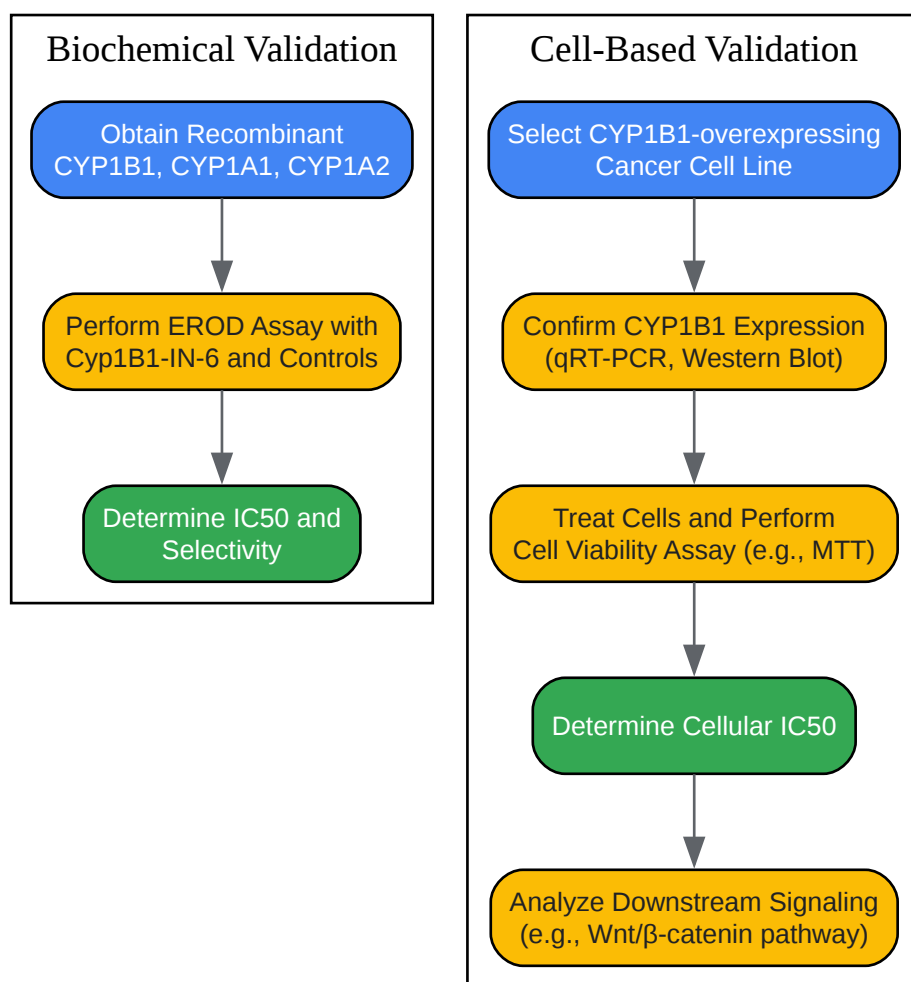 Biochemical Validation
Obtain Recombinant
CYP1B1, CYP1A1, CYP1A2
Perform EROD Assay with
Cyp1B1-IN-6 and Controls
Determine IC50 and
Selectivity
Cell-Based Validation
Select CYP1B1-overexpressing
Cancer Cell Line
Confirm CYP1B1 Expression
(qRT-PCR, Western Blot)
Treat Cells and Perform
Cell Viability Assay (e.g., MTT)
Determine Cellular IC50
Analyze Downstream Signaling
(e.g., Wnt/β-catenin pathway)